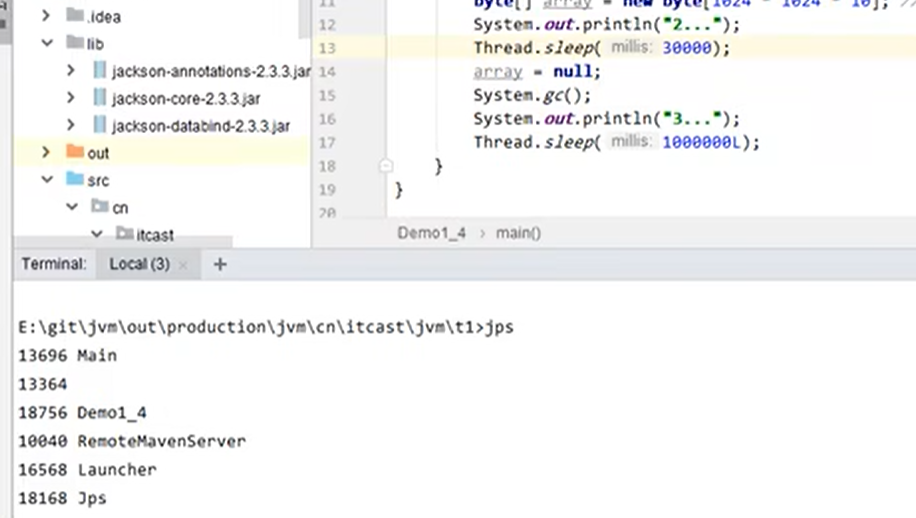 .idea
lib
jackson-annotations-2.3.3.jar
jackson-core-2.3.3.jar
jackson-databind-2.3.3.jar
out
src
cn
itcast
11 byte[] array = new byte[1024 * 1024 * 10]; //
12 System.out.println("2...");
13 Thread.sleep( millis: 30000);
14 array = null;
15 System.gc();
16 System.out.println("3...");
17 Thread.sleep( millis: 1000000L);
18 }
19 }
20
Demo1_4 › main()
Terminal: Local (3) × +
E:\git\jvm\out\production\jvm\cn\itcast\jvm\t1>jps
13696 Main
13364
18756 Demo1_4
10040 RemoteMavenServer
16568 Launcher
18168 Jps